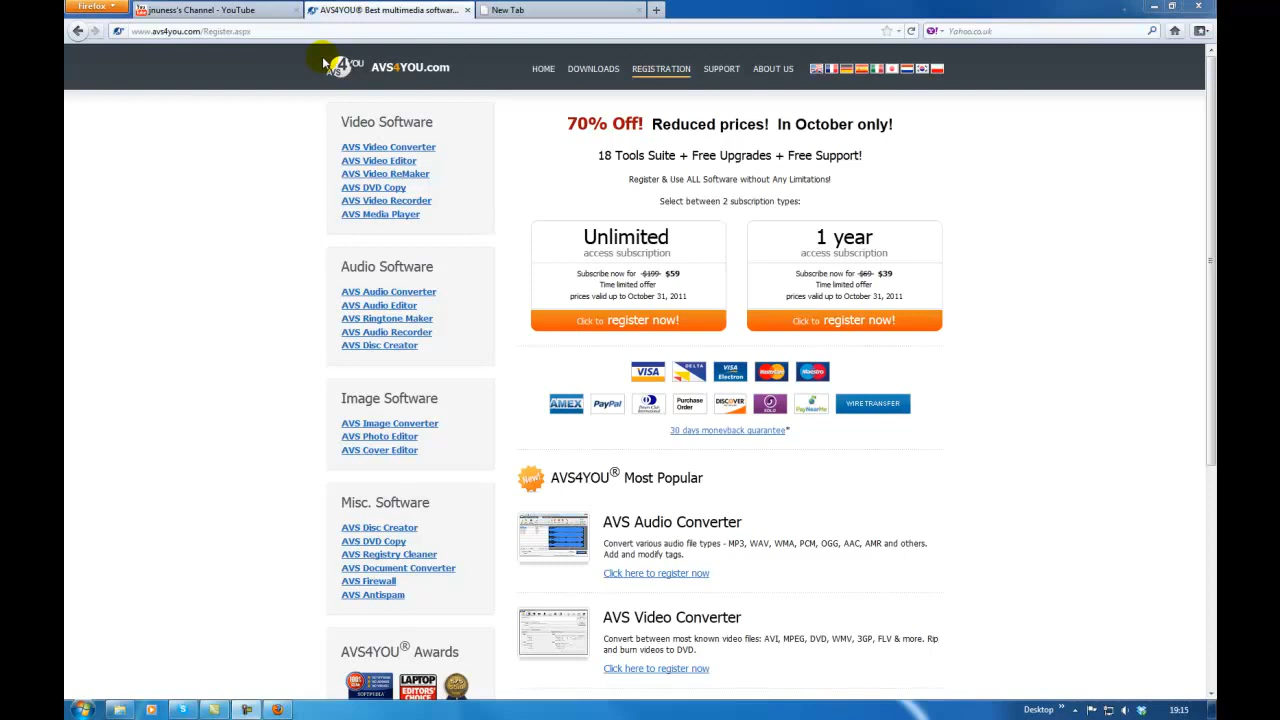 Firefox
jnuness's Channel - YouTube
AVS4YOU® Best multimedia softwar...
New Tab
www.avs4you.com/Register.aspx
Yahoo.co.uk
AVS4YOU.com
HOME
DOWNLOADS
REGISTRATION
SUPPORT
ABOUT US
Video Software
AVS Video Converter
AVS Video Editor
AVS Video ReMaker
AVS DVD Copy
AVS Video Recorder
AVS Media Player
Audio Software
AVS Audio Converter
AVS Audio Editor
AVS Ringtone Maker
AVS Audio Recorder
AVS Disc Creator
Image Software
AVS Image Converter
AVS Photo Editor
AVS Cover Editor
Misc. Software
AVS Disc Creator
AVS DVD Copy
AVS Registry Cleaner
AVS Document Converter
AVS Firewall
AVS Antispam
AVS4YOU® Awards
SOFTPEDIA
LAPTOP
EDITORS'
70% Off! Reduced prices! In October only!
18 Tools Suite + Free Upgrades + Free Support!
Register & Use ALL Software without Any Limitations!
Select between 2 subscription types:
Unlimited
access subscription
Subscribe now for $199 $59
Time limited offer
prices valid up to October 31, 2011
Click to register now!
1 year
access subscription
Subscribe now for $69 $39
Time limited offer
prices valid up to October 31, 2011
Click to register now!
VISA
DELTA
VISA
Electron
MasterCard
Maestro
AMEX
PayPal
Diners Club
Purchase
Order
DISCOVER
SOLO
PayNearMe
WIRE TRANSFER
30 days moneyback guarantee*
New!
AVS4YOU® Most Popular
AVS Audio Converter
Convert various audio file types - MP3, WAV, WMA, PCM, OGG, AAC, AMR and others.
Add and modify tags.
Click here to register now
AVS Video Converter
Convert between most known video files: AVI, MPEG, DVD, WMV, 3GP, FLV & more. Rip
and burn videos to DVD.
Click here to register now
Desktop
19:15